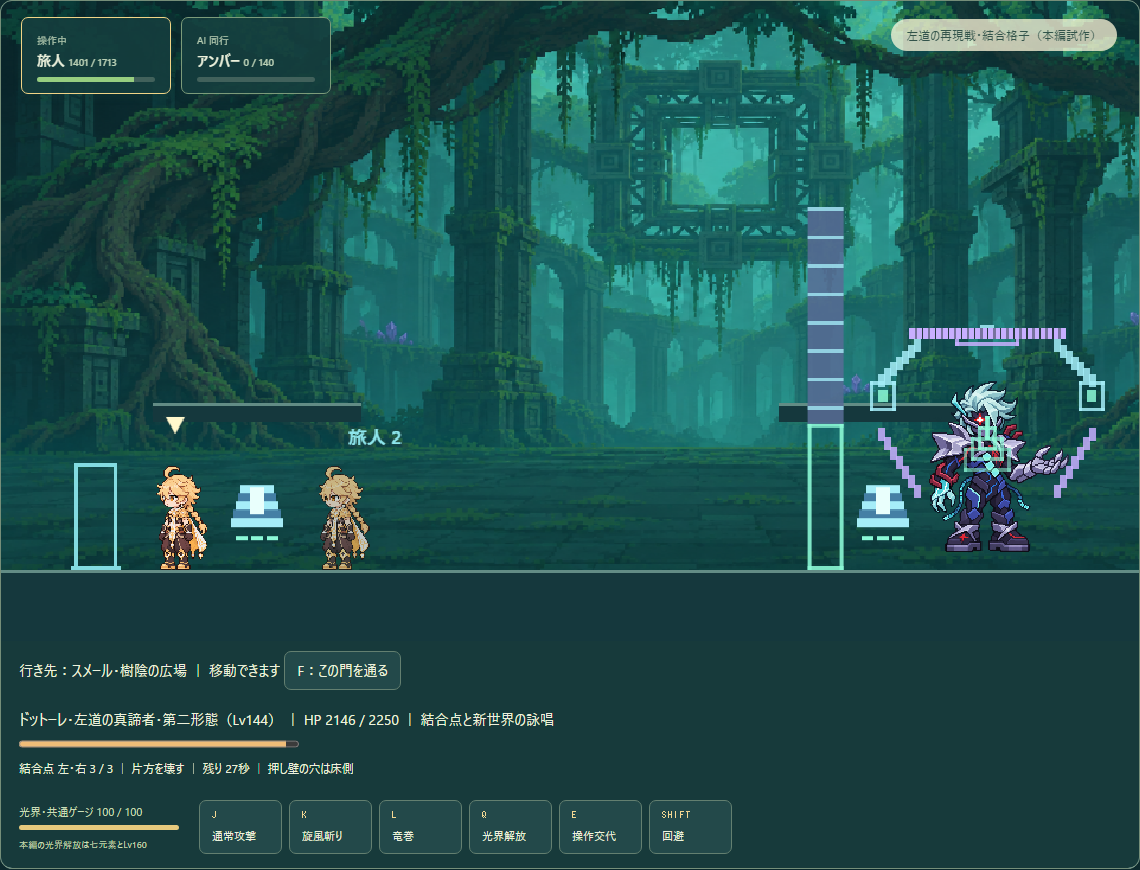 操作中
旅人 1401 / 1713
AI 同行
アンバー 0 / 140
左道の再現戦・結合格子（本編試作）
旅人 2
行き先：スメール・樹陰の広場 | 移動できます F：この門を通る
ドットーレ・左道の真諦者・第二形態（Lv144） | HP 2146 / 2250 | 結合点と新世界の詠唱
結合点 左・右 3 / 3 | 片方を壊す | 残り 27秒 | 押し壁の穴は床側
光界・共通ゲージ 100 / 100
本編の光界解放は七元素とLv160
J
通常攻撃
K
旋風斬り
L
竜巻
Q
光界解放
E
操作交代
SHIFT
回避